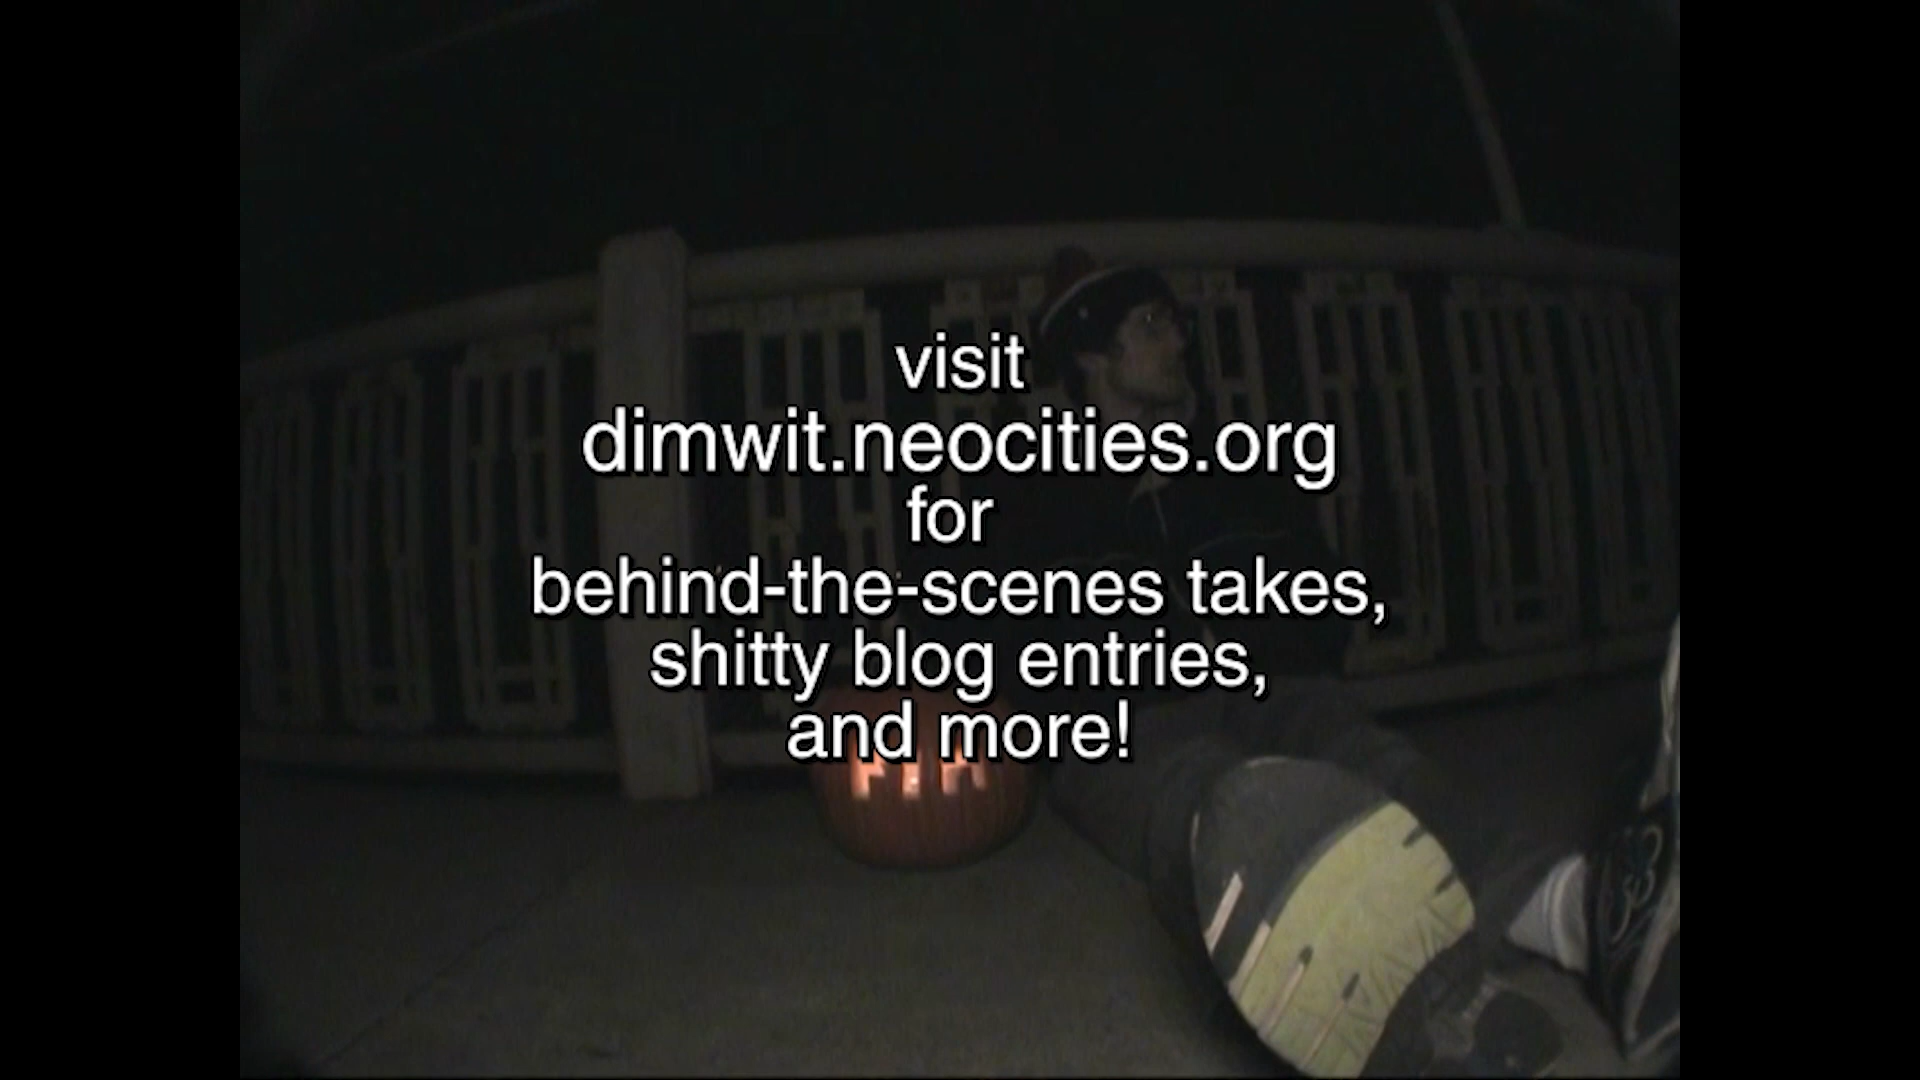 visit
dimwit.neocities.org
for
behind-the-scenes takes,
shitty blog entries,
and more!